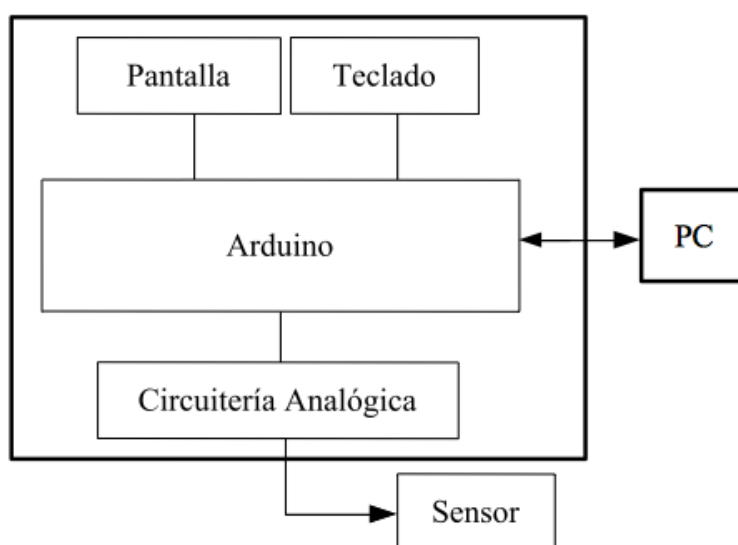 Pantalla
Teclado
Arduino
PC
Circuitería Analógica
Sensor